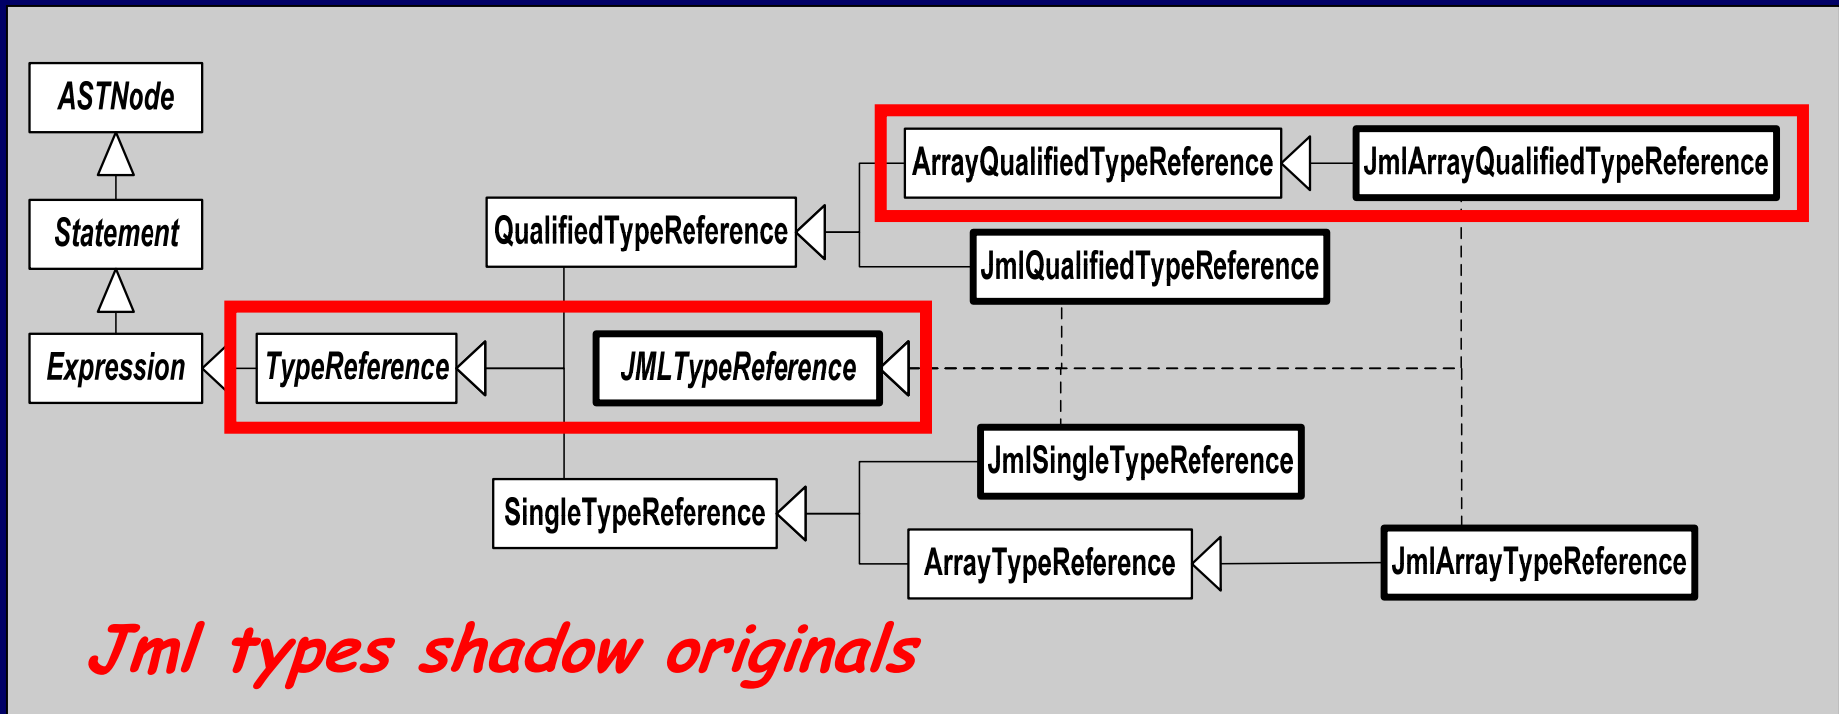 ASTNode
ArrayQualifiedTypeReference
JmlArrayQualifiedTypeReference
Statement
QualifiedTypeReference
JmlQualifiedTypeReference
Expression
TypeReference
JMLTypeReference
JmlSingleTypeReference
SingleTypeReference
ArrayTypeReference
JmlArrayTypeReference
Jml types shadow originals